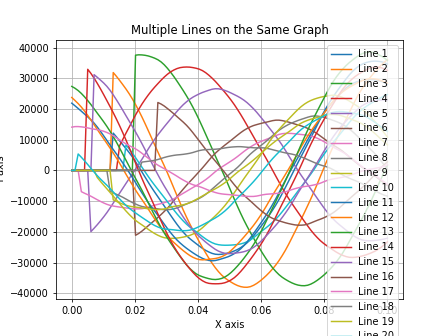 Multiple Lines on the Same Graph
40000
30000
20000
10000
0
−10000
−20000
−30000
−40000
0.00
0.02
0.04
0.06
0.08
X axis
Line 1
Line 2
Line 3
Line 4
Line 5
Line 6
Line 7
Line 8
Line 9
Line 10
Line 11
Line 12
Line 13
Line 14
Line 15
Line 16
Line 17
Line 18
Line 19
Line 20